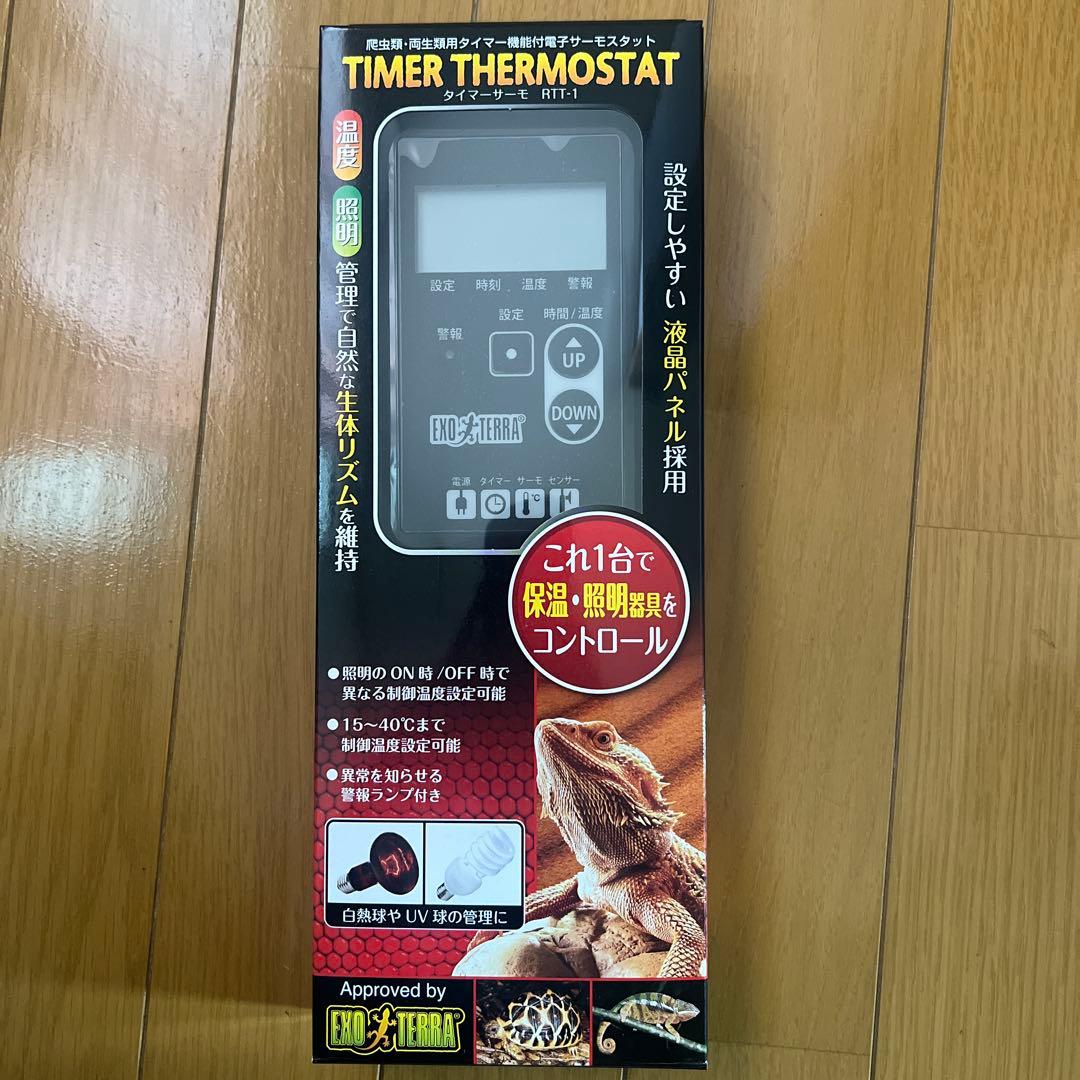 爬虫類・両生類用タイマー機能付電子サーモスタット
TIMER THERMOSTAT
タイマーサーモ RTT-1
温度
照明
管理で自然な生体リズムを維持
設定しやすい液晶パネル採用
設定 時刻 温度 警報
設定 時間/温度
警報
UP
DOWN
EXO TERRA®
電源 タイマー サーモ センサー
℃
これ1台で
保温・照明器具を
コントロール
●照明のON時/OFF時で
異なる制御温度設定可能
●15～40℃まで
制御温度設定可能
●異常を知らせる
警報ランプ付き
白熱球やUV球の管理に
Approved by
EXO TERRA®